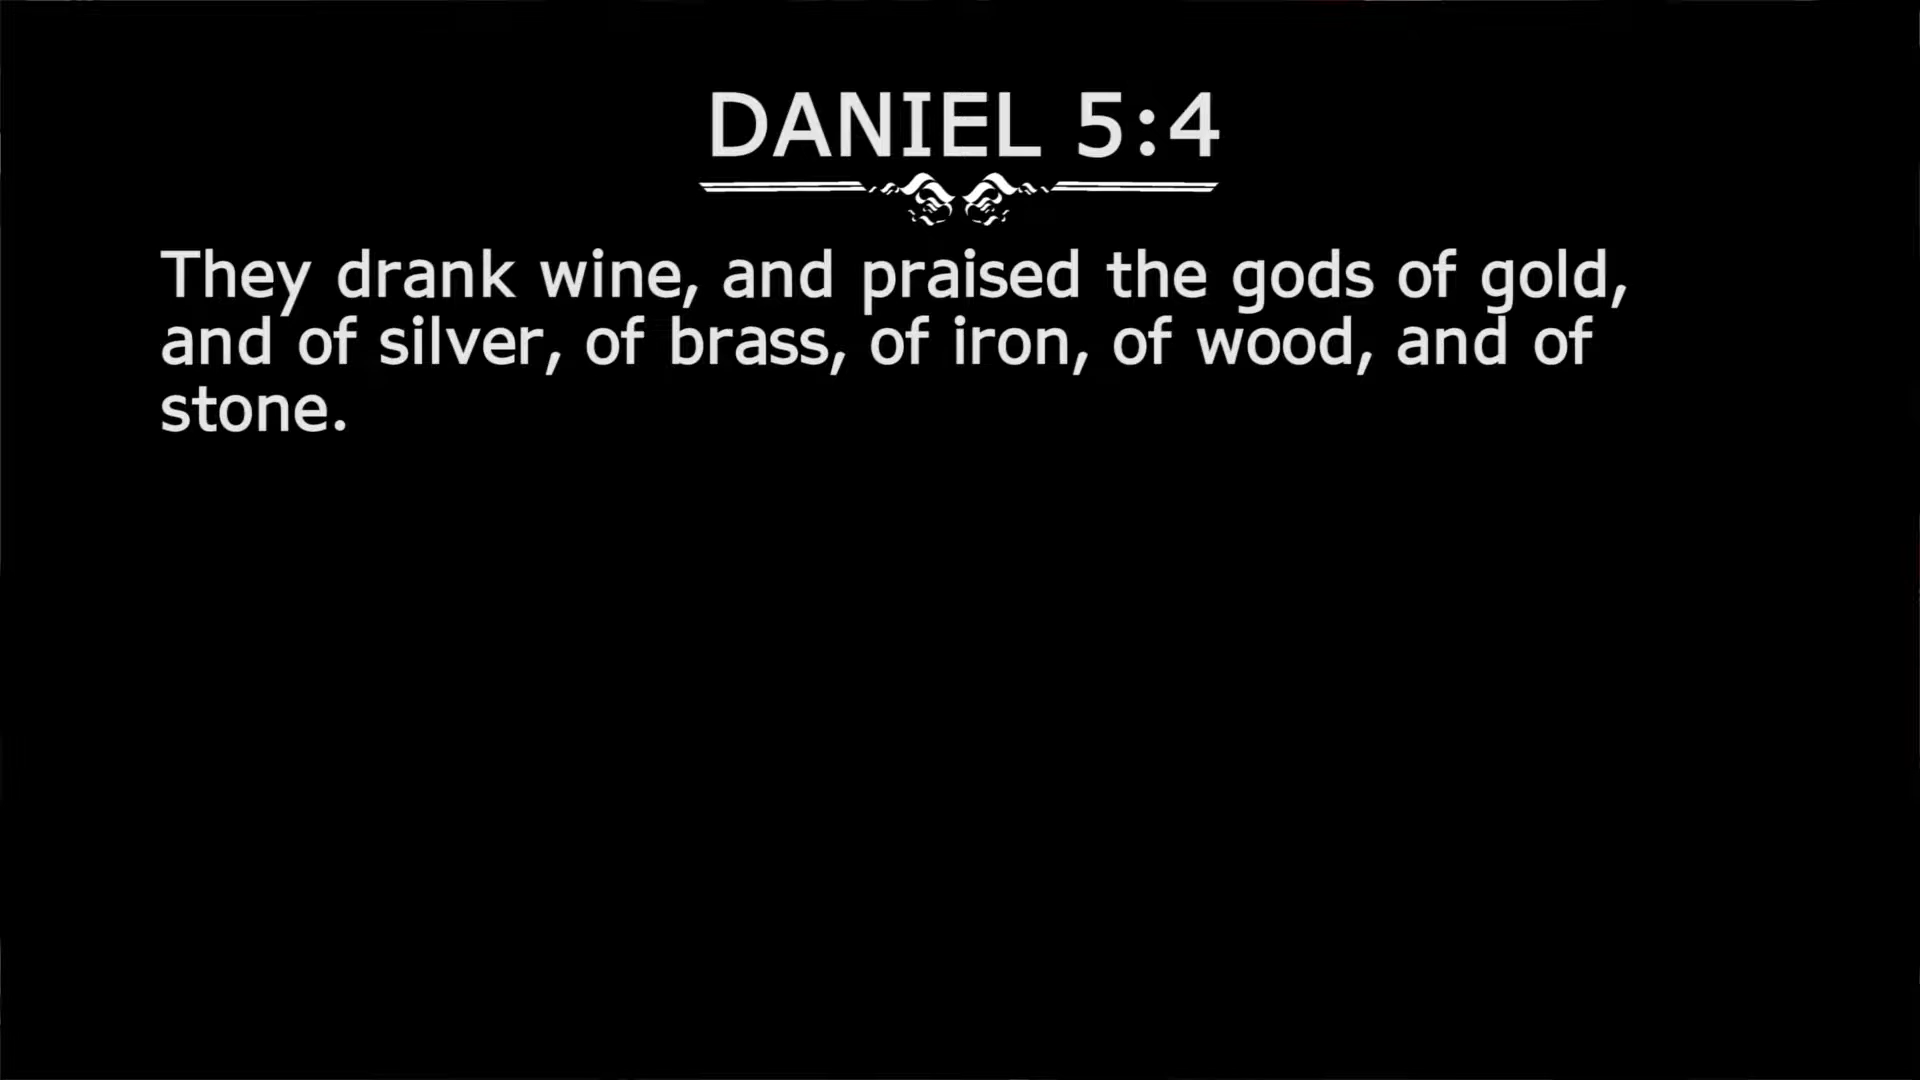 DANIEL 5:4
They drank wine, and praised the gods of gold,
and of silver, of brass, of iron, of wood, and of
stone.